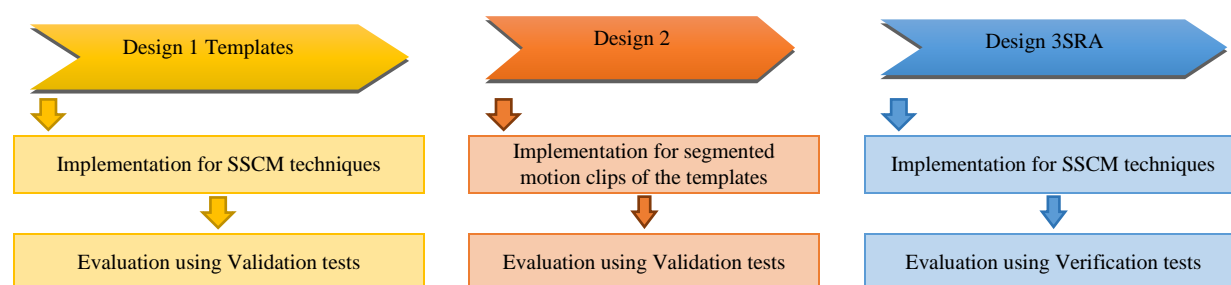 Design 1 Templates
Design 2
Design 3SRA
Implementation for SSCM techniques
Implementation for segmented
motion clips of the templates
Implementation for SSCM techniques
Evaluation using Validation tests
Evaluation using Validation tests
Evaluation using Verification tests